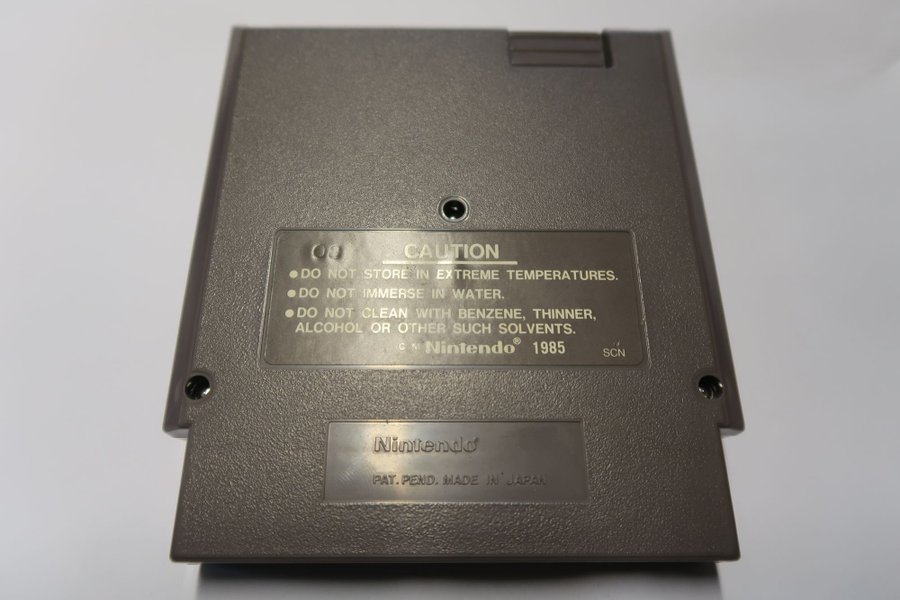 09 CAUTION
● DO NOT STORE IN EXTREME TEMPERATURES.
● DO NOT IMMERSE IN WATER.
● DO NOT CLEAN WITH BENZENE, THINNER,
ALCOHOL OR OTHER SUCH SOLVENTS.
Nintendo® 1985
SCN
Nintendo
PAT. PEND. MADE IN JAPAN